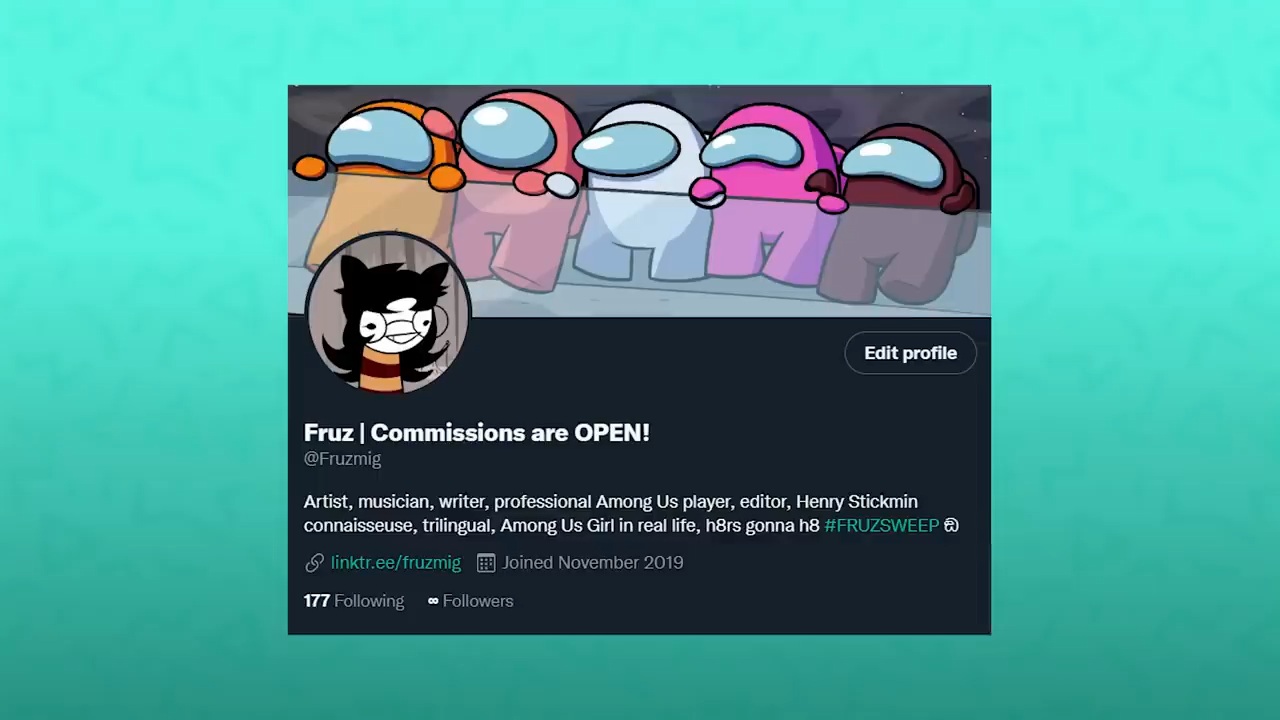 Edit profile
Fruz | Commissions are OPEN!
@Fruzmig
Artist, musician, writer, professional Among Us player, editor, Henry Stickmin
connaisseuse, trilingual, Among Us Girl in real life, h8rs gonna h8 #FRUZSWEEP ඞ
linktr.ee/fruzmig Joined November 2019
177 Following ∞ Followers